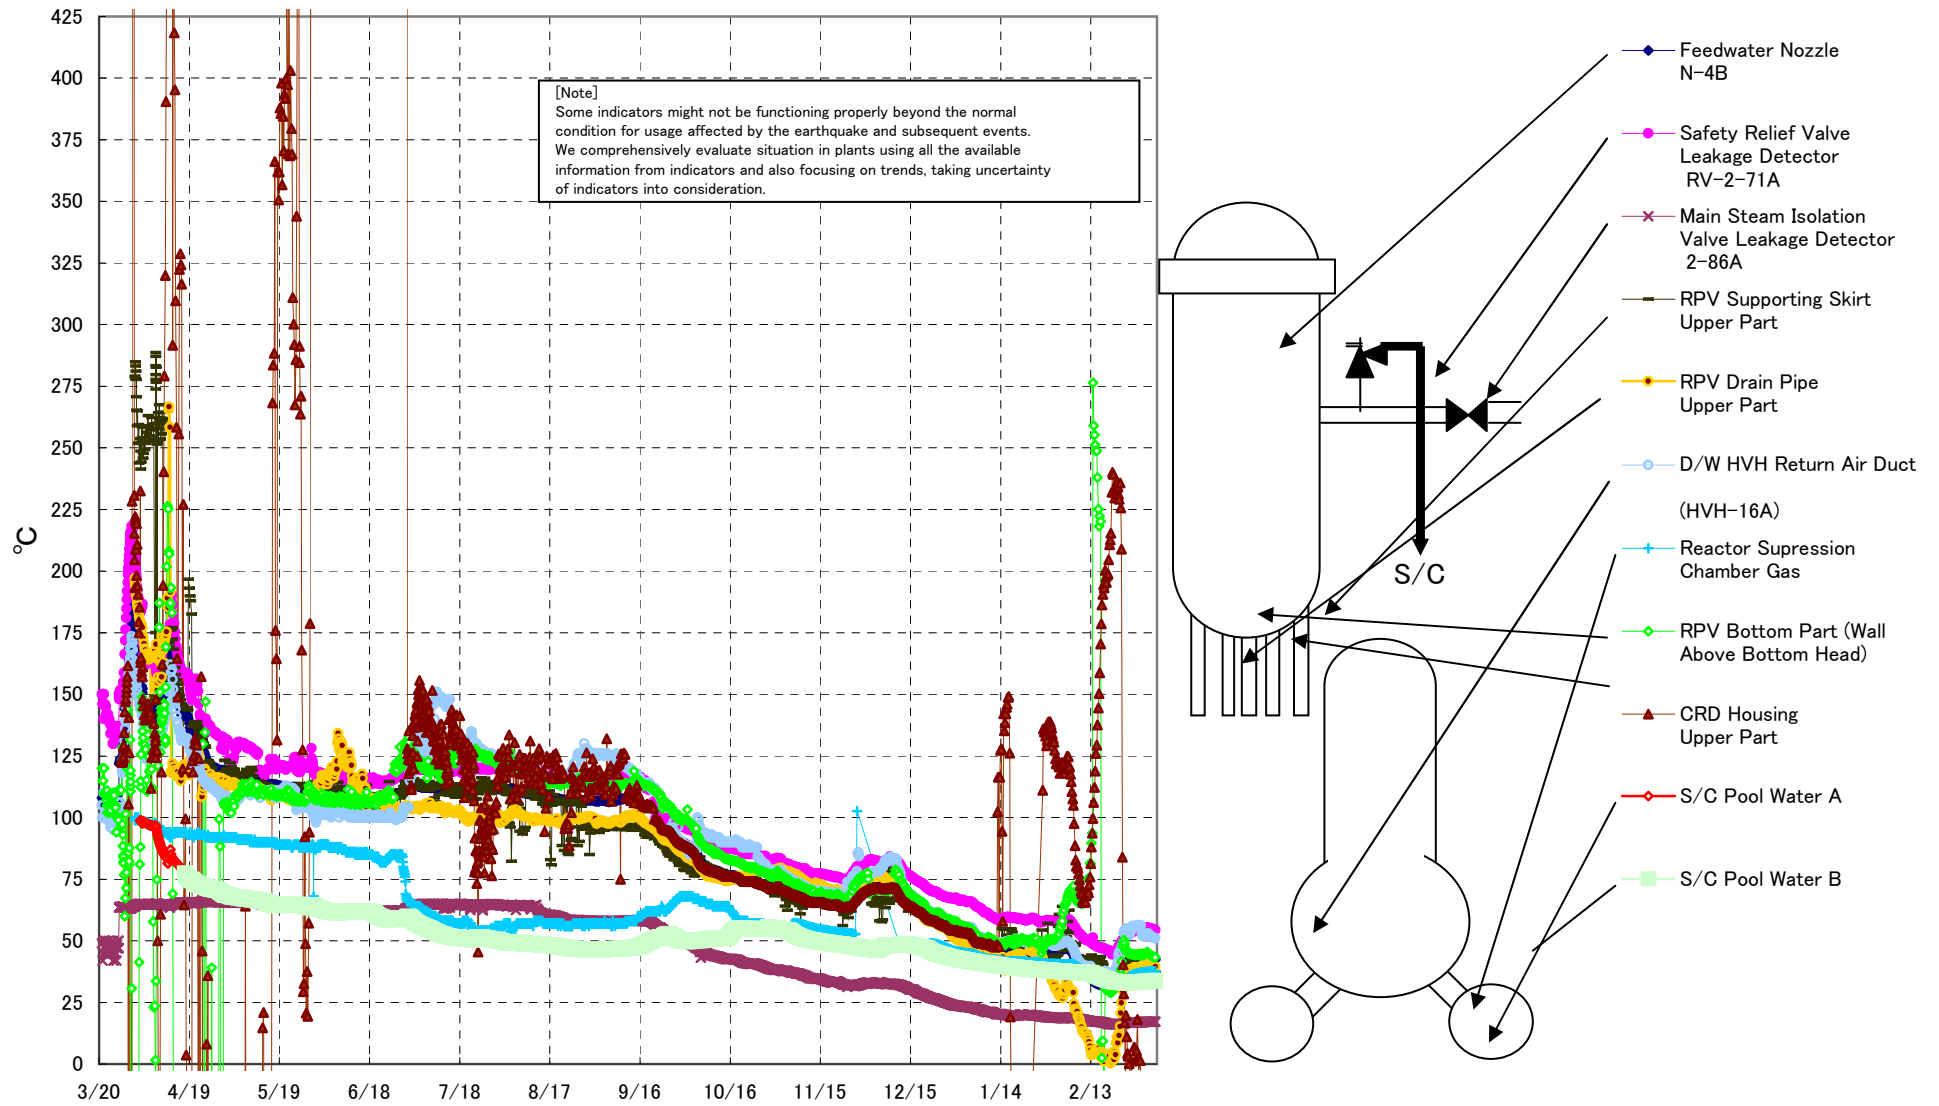 425
400
375
350
325
300
275
250
225
200
175
150
125
100
75
50
25
0
℃
3/20
4/19
5/19
6/18
7/18
8/17
9/16
10/16
11/15
12/15
1/14
2/13
[Note]
Some indicators might not be functioning properly beyond the normal
condition for usage affected by the earthquake and subsequent events.
We comprehensively evaluate situation in plants using all the available
information from indicators and also focusing on trends, taking uncertainty
of indicators into consideration.
S/C
Feedwater Nozzle
N-4B
Safety Relief Valve
Leakage Detector
RV-2-71A
Main Steam Isolation
Valve Leakage Detector
2-86A
RPV Supporting Skirt
Upper Part
RPV Drain Pipe
Upper Part
D/W HVH Return Air Duct
(HVH-16A)
Reactor Supression
Chamber Gas
RPV Bottom Part (Wall
Above Bottom Head)
CRD Housing
Upper Part
S/C Pool Water A
S/C Pool Water B